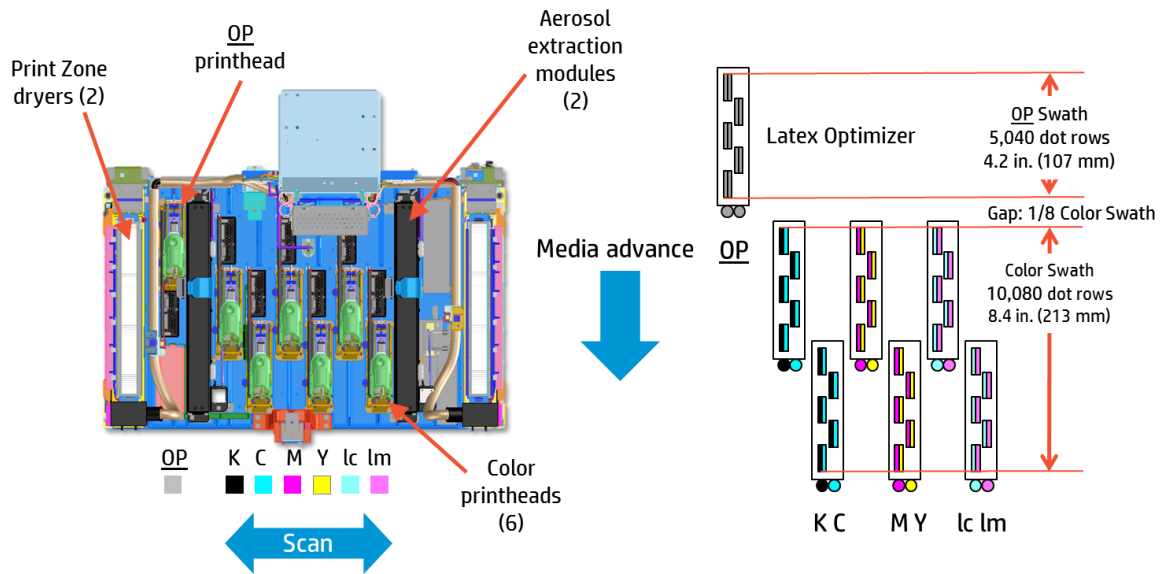 OP
printhead
Aerosol
extraction
modules
(2)
Print Zone
dryers (2)
OP
K C M Y lc lm
Color
printheads
(6)
Scan
Media advance
Latex Optimizer
OP Swath
5,040 dot rows
4.2 in. (107 mm)
Gap: 1/8 Color Swath
OP
Color Swath
10,080 dot rows
8.4 in. (213 mm)
K C
M Y
lc lm